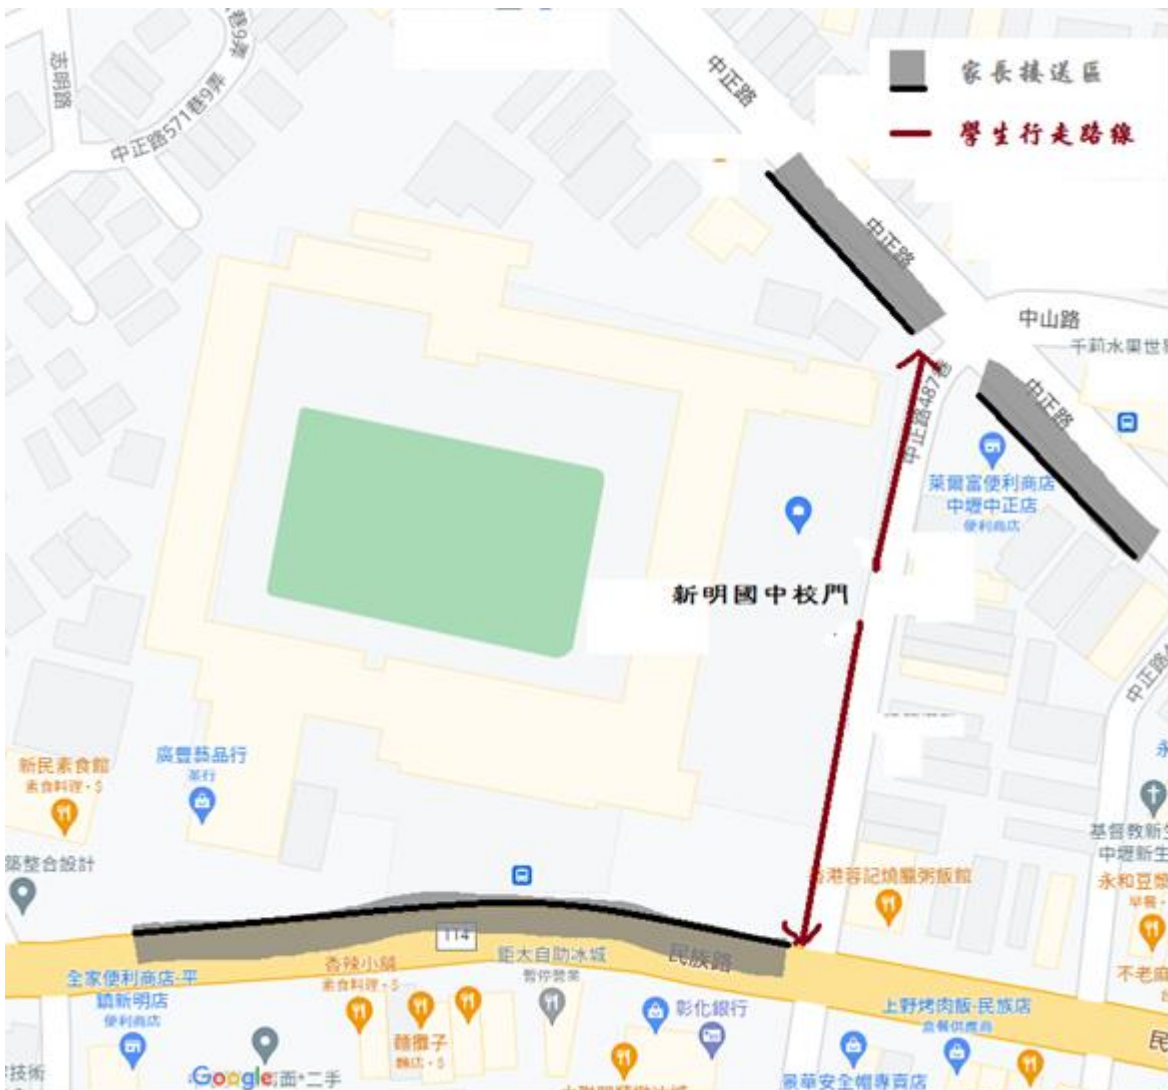 中正路
家長接送區
學生行走路線
志明路
中正路571巷9弄
中正路
中山路
千莉水果世界
中正路487巷
中正路
萊爾富便利商店
中壢中正店
便利商店
新明國中校門
廣豐藝品行
茶行
新民素食館
素食料理·$
築整合設計
基督教新生
中壢新生
永和豆漿
早餐·
香港容記燒臘粥飯館
114
鉅大自助冰城
暫停營業
民族路
全家便利商店-平
鎮新明店
便利商店
香辣小舖
素食料理·$
麵攤子
麵店·$
彰化銀行
上野烤肉飯-民族店
盒餐供應商
不老麻
民
技術
Google
面+二手
景華安全帽專賣店